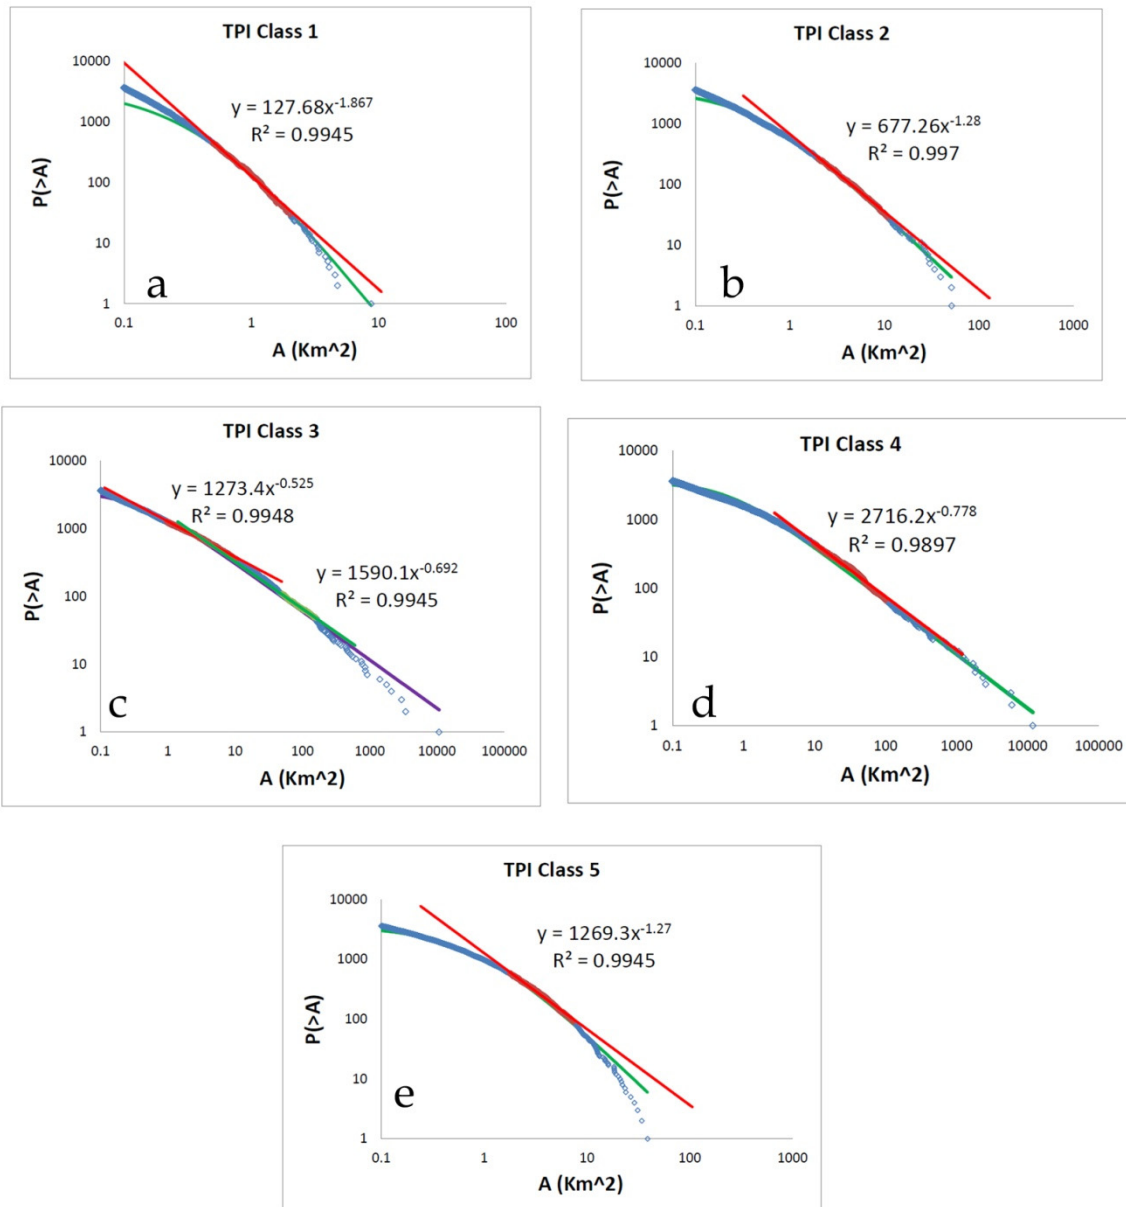 TPI Class 1
10000
1000
100
10
1
P(>A)
y = 127.68x^-1.867
R² = 0.9945
a
0.1 1 10 100
A (Km^2)
TPI Class 2
10000
1000
100
10
1
P(>A)
y = 677.26x^-1.28
R² = 0.997
b
0.1 1 10 100 1000
A (Km^2)
TPI Class 3
10000
1000
100
10
1
P(>A)
y = 1273.4x^-0.525
R² = 0.9948
y = 1590.1x^-0.692
R² = 0.9945
c
0.1 1 10 100 1000 10000 100000
A (Km^2)
TPI Class 4
10000
1000
100
10
1
P(>A)
y = 2716.2x^-0.778
R² = 0.9897
d
0.1 1 10 100 1000 10000 100000
A (Km^2)
TPI Class 5
10000
1000
100
10
1
P(>A)
y = 1269.3x^-1.27
R² = 0.9945
e
0.1 1 10 100 1000
A (Km^2)